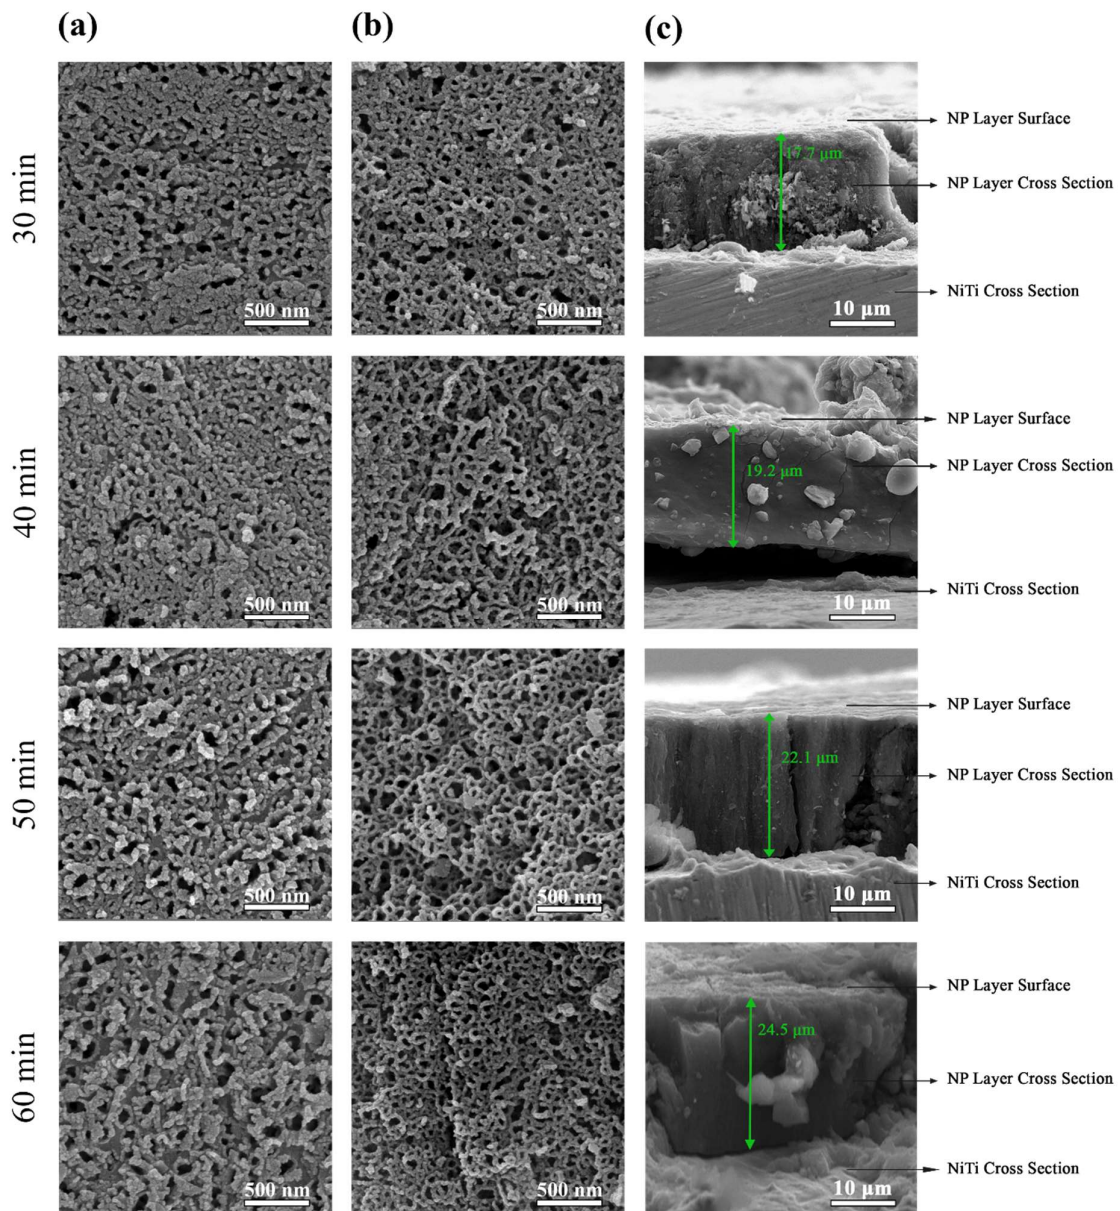 (a)
(b)
(c)
30 min
500 nm
500 nm
17.7 μm
10 μm
NP Layer Surface
NP Layer Cross Section
NiTi Cross Section
40 min
500 nm
500 nm
19.2 μm
10 μm
NP Layer Surface
NP Layer Cross Section
NiTi Cross Section
50 min
500 nm
500 nm
22.1 μm
10 μm
NP Layer Surface
NP Layer Cross Section
NiTi Cross Section
60 min
500 nm
500 nm
24.5 μm
10 μm
NP Layer Surface
NP Layer Cross Section
NiTi Cross Section